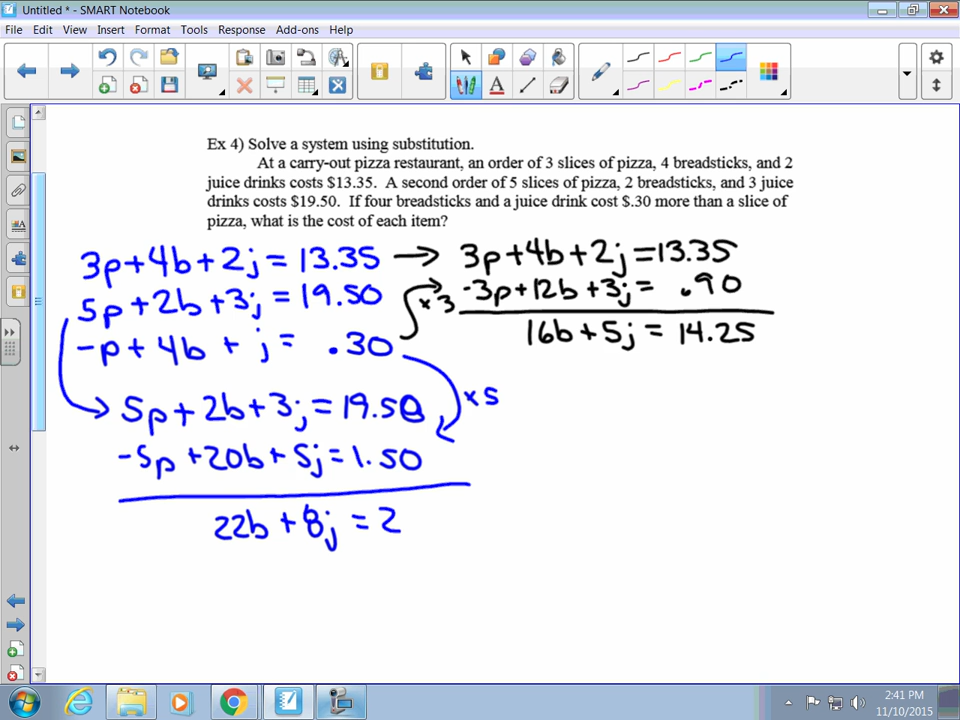 Untitled * - SMART Notebook
File Edit View Insert Format Tools Response Add-ons Help
Ex 4) Solve a system using substitution.
At a carry-out pizza restaurant, an order of 3 slices of pizza, 4 breadsticks, and 2
juice drinks costs $13.35. A second order of 5 slices of pizza, 2 breadsticks, and 3 juice
drinks costs $19.50. If four breadsticks and a juice drink cost $.30 more than a slice of
pizza, what is the cost of each item?
3p+4b+2j=13.35
5p+2b+3j=19.50
-p+4b+j=.30
3p+4b+2j=13.35
×3
-3p+12b+3j=.90
16b+5j=14.25
×5
5p+2b+3j=19.50
-5p+20b+5j=1.50
22b+8j=2
2:41 PM
11/10/2015